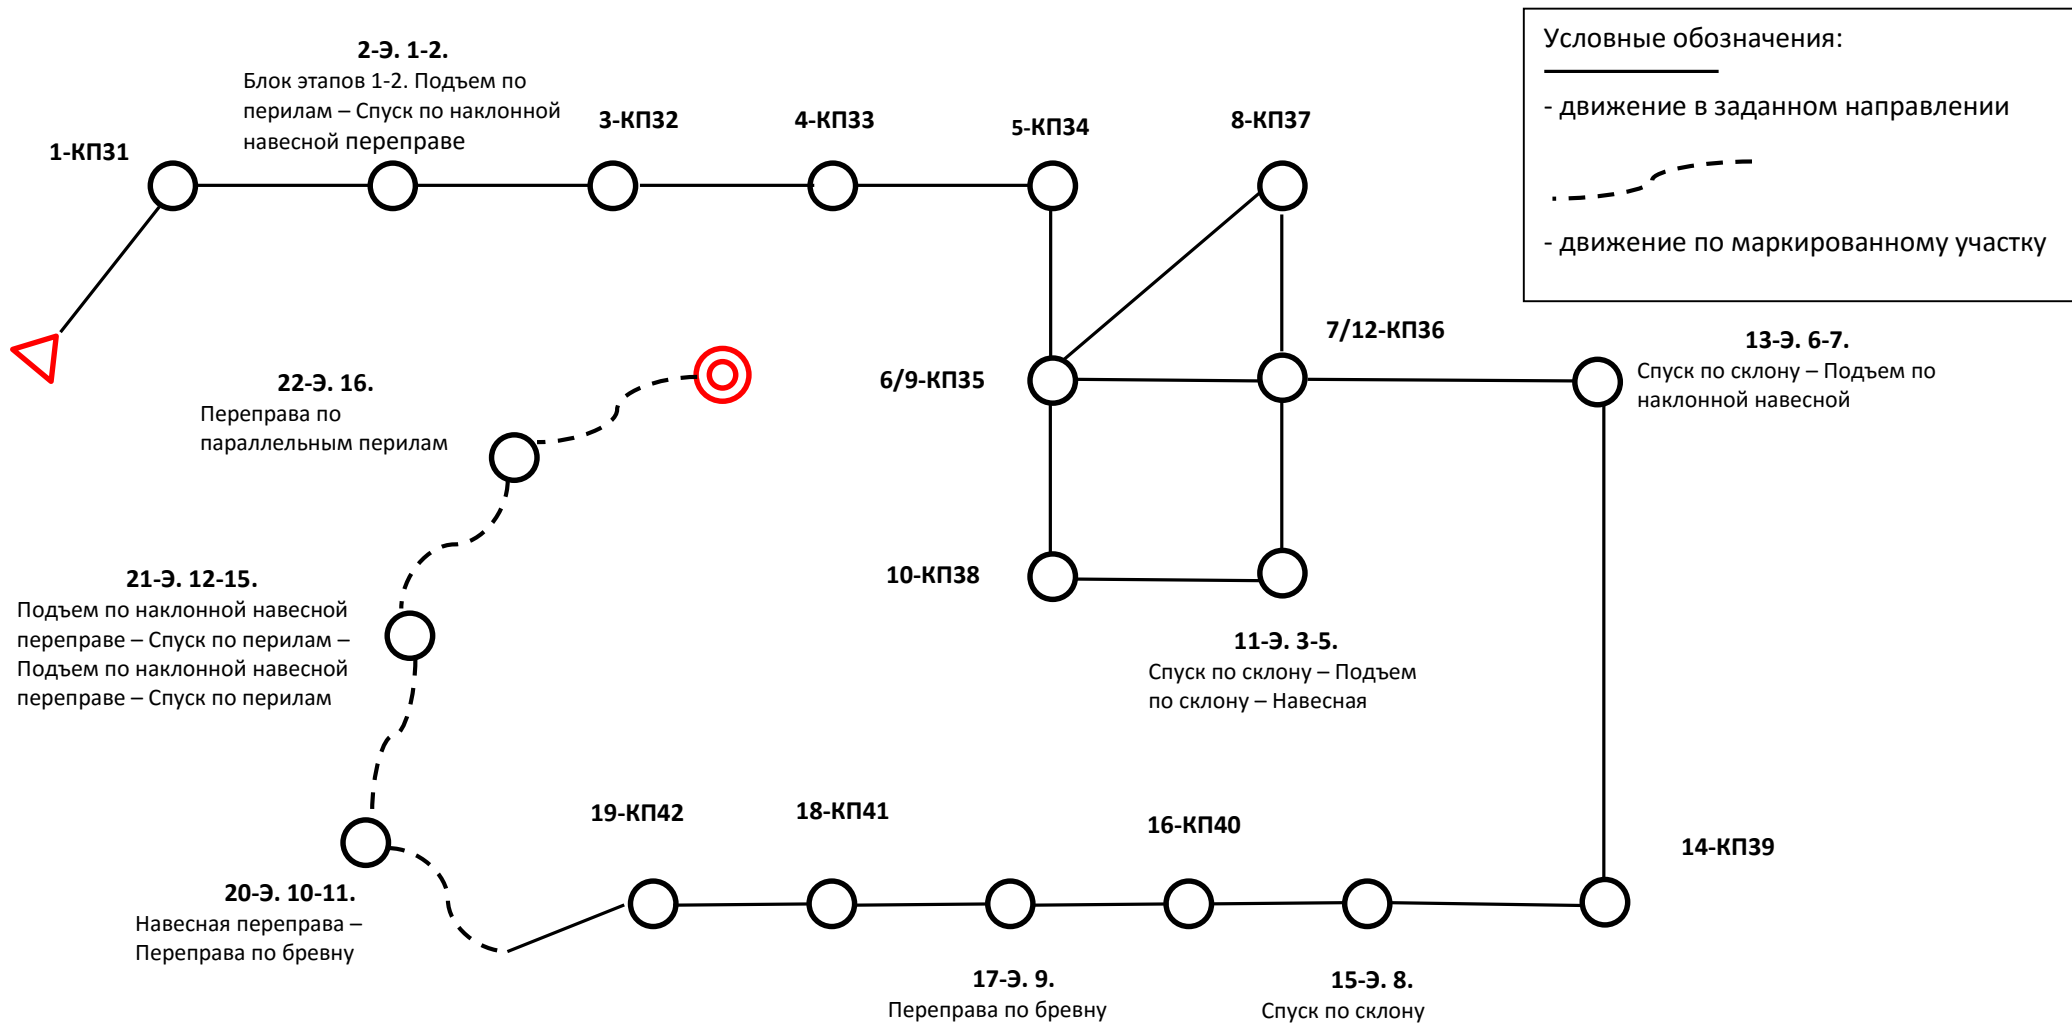 Условные обозначения:
- движение в заданном направлении
- движение по маркированному участку
1-КП31
2-Э. 1-2.
Блок этапов 1-2. Подъем по
перилам – Спуск по наклонной
навесной переправе
3-КП32
4-КП33
5-КП34
8-КП37
6/9-КП35
7/12-КП36
13-Э. 6-7.
Спуск по склону – Подъем по
наклонной навесной
22-Э. 16.
Переправа по
параллельным перилам
10-КП38
11-Э. 3-5.
Спуск по склону – Подъем
по склону – Навесная
21-Э. 12-15.
Подъем по наклонной навесной
переправе – Спуск по перилам –
Подъем по наклонной навесной
переправе – Спуск по перилам
19-КП42
18-КП41
16-КП40
14-КП39
20-Э. 10-11.
Навесная переправа –
Переправа по бревну
17-Э. 9.
Переправа по бревну
15-Э. 8.
Спуск по склону